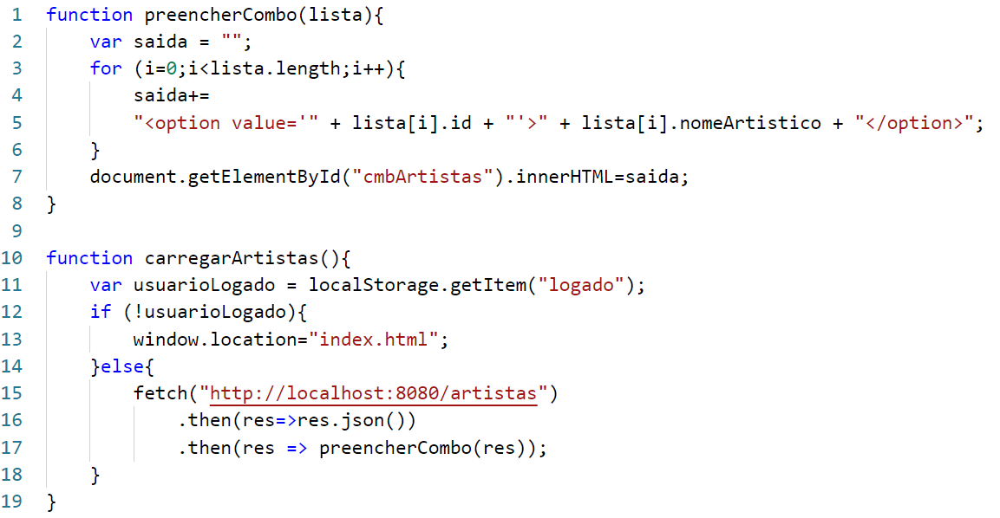 1 function preencherCombo(lista){
2     var saida = "";
3     for (i=0;i<lista.length;i++){
4         saida+=
5         "<option value='" + lista[i].id + "'>" + lista[i].nomeArtistico + "</option>";
6     }
7     document.getElementById("cmbArtistas").innerHTML=saida;
8 }
9
10 function carregarArtistas(){
11     var usuarioLogado = localStorage.getItem("logado");
12     if (!usuarioLogado){
13         window.location="index.html";
14     }else{
15         fetch("http://localhost:8080/artistas")
16             .then(res=>res.json())
17             .then(res => preencherCombo(res));
18     }
19 }